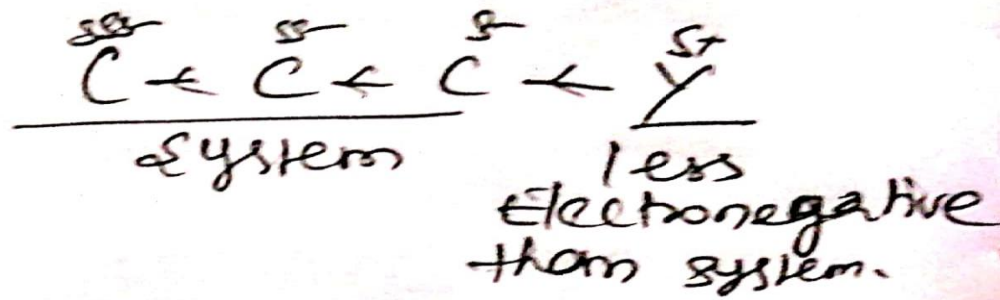 δδδ- δδ- δ- δ+
C ← C ← C ← Y
System less
Electronegative
than system.